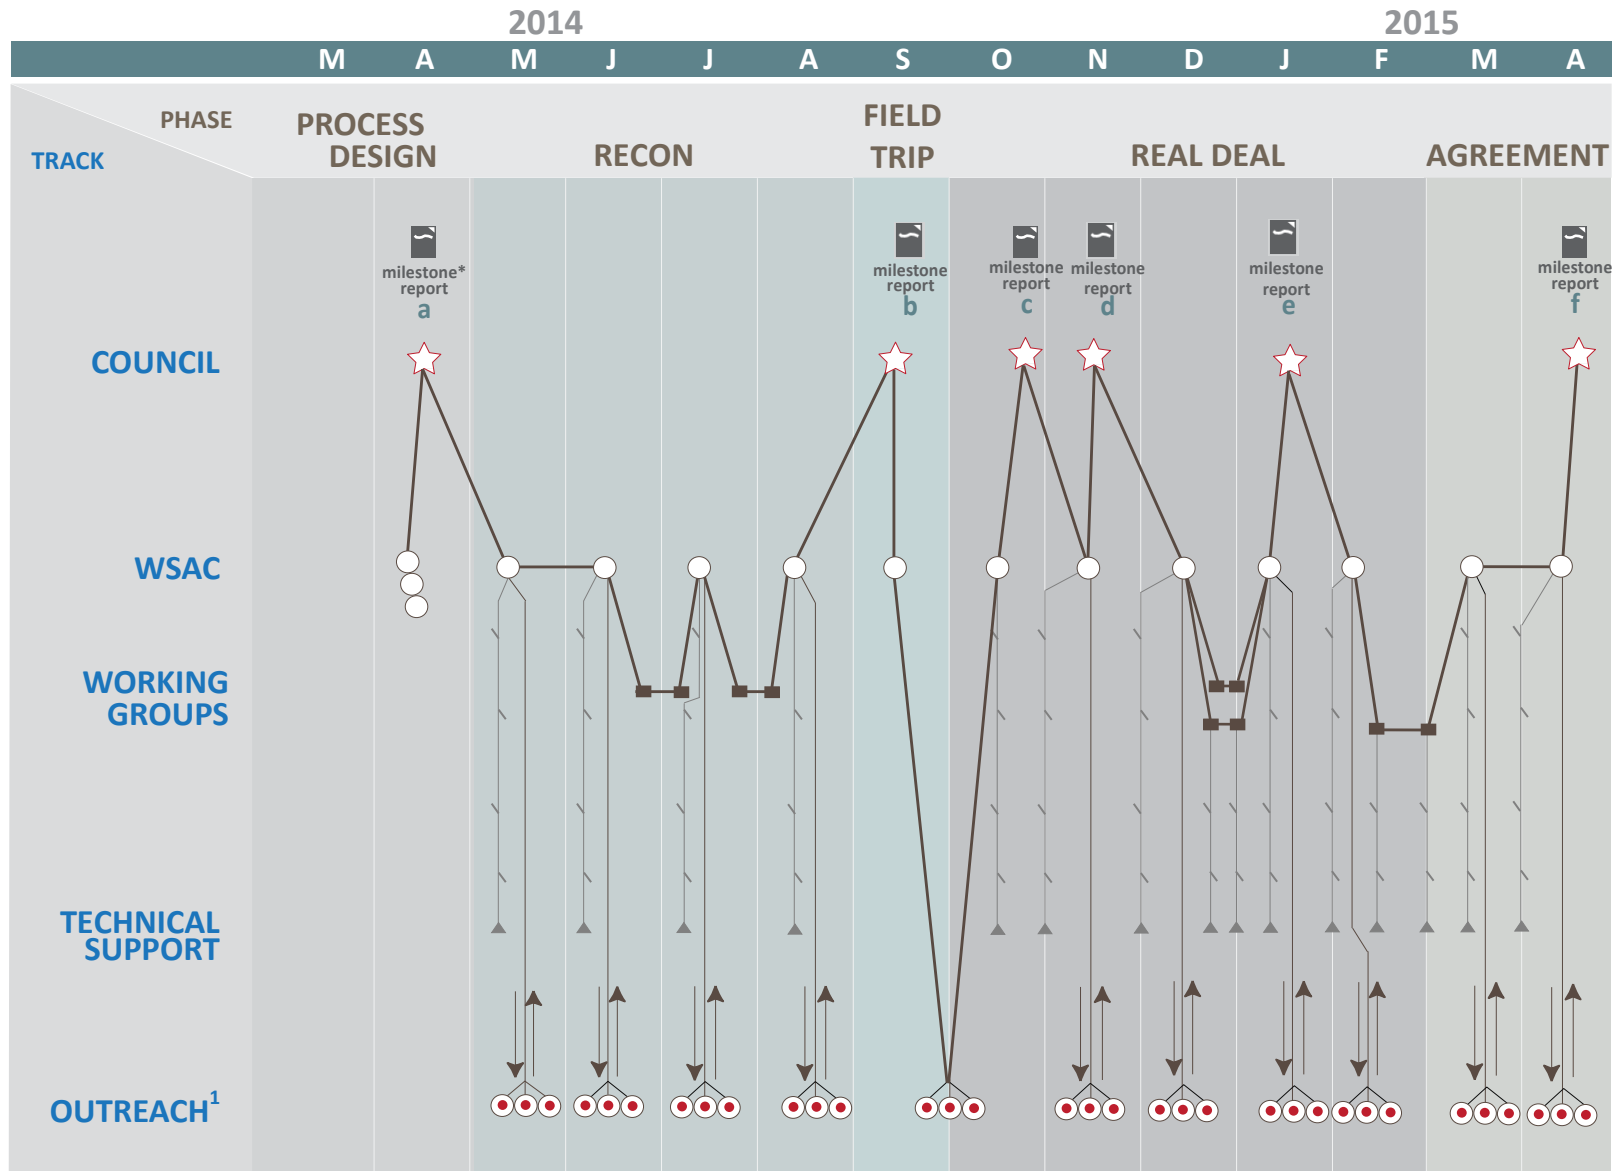 2014 2015
M A M J J A S O N D J F M A
PHASE
TRACK
PROCESS
DESIGN
RECON
FIELD
TRIP
REAL DEAL
AGREEMENT
milestone*
report
a
milestone
report
b
milestone
report
c
milestone
report
d
milestone
report
e
milestone
report
f
COUNCIL
WSAC
WORKING
GROUPS
TECHNICAL
SUPPORT
OUTREACH¹